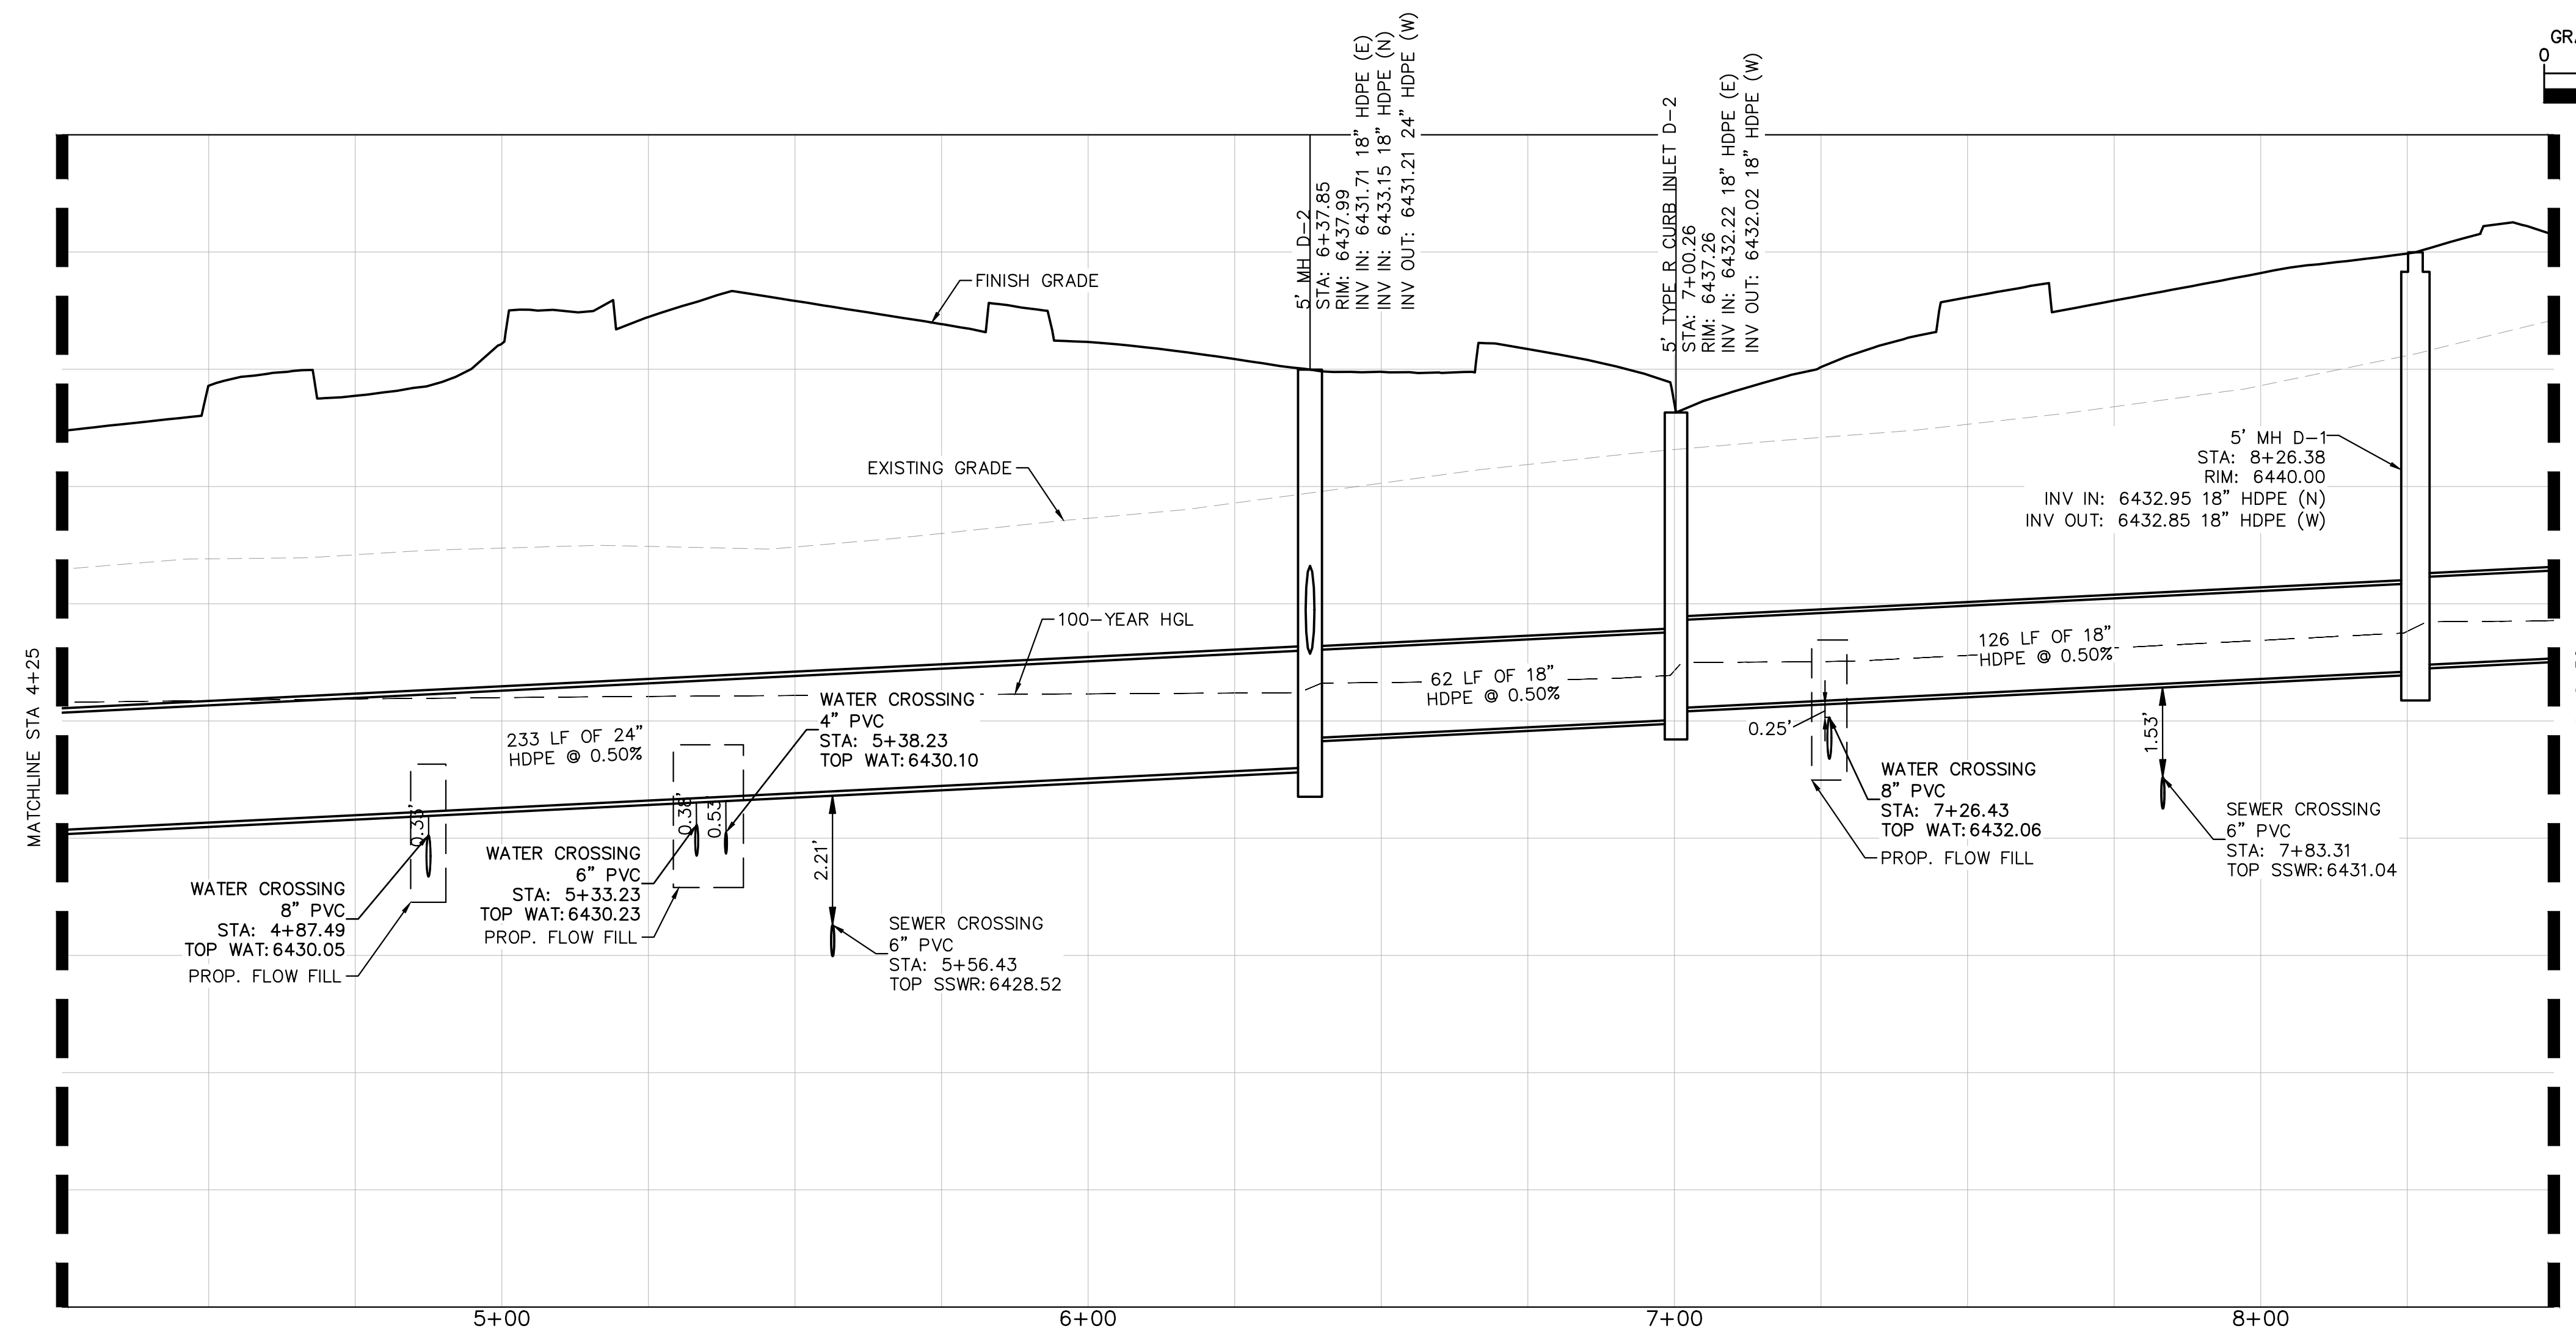 GR
0
5' MH D-2
STA: 6+37.85
RIM: 6437.99
INV IN: 6431.71 18" HDPE (E)
INV IN: 6433.15 18" HDPE (N)
INV OUT: 6431.21 24" HDPE (W)
5' TYPE R CURB INLET D-2
STA: 7+00.26
RIM: 6437.26
INV IN: 6432.22 18" HDPE (E)
INV OUT: 6432.02 18" HDPE (W)
FINISH GRADE
EXISTING GRADE
5' MH D-1
STA: 8+26.38
RIM: 6440.00
INV IN: 6432.95 18" HDPE (N)
INV OUT: 6432.85 18" HDPE (W)
100-YEAR HGL
MATCHLINE STA 4+25
233 LF OF 24"
HDPE @ 0.50%
62 LF OF 18"
HDPE @ 0.50%
126 LF OF 18"
HDPE @ 0.50%
WATER CROSSING
4" PVC
STA: 5+38.23
TOP WAT:6430.10
0.38'
0.53'
2.21'
0.25'
1.53'
WATER CROSSING
8" PVC
STA: 4+87.49
TOP WAT:6430.05
PROP. FLOW FILL
WATER CROSSING
6" PVC
STA: 5+33.23
TOP WAT:6430.23
PROP. FLOW FILL
SEWER CROSSING
6" PVC
STA: 5+56.43
TOP SSWR:6428.52
WATER CROSSING
8" PVC
STA: 7+26.43
TOP WAT:6432.06
PROP. FLOW FILL
SEWER CROSSING
6" PVC
STA: 7+83.31
TOP SSWR:6431.04
5+00
6+00
7+00
8+00